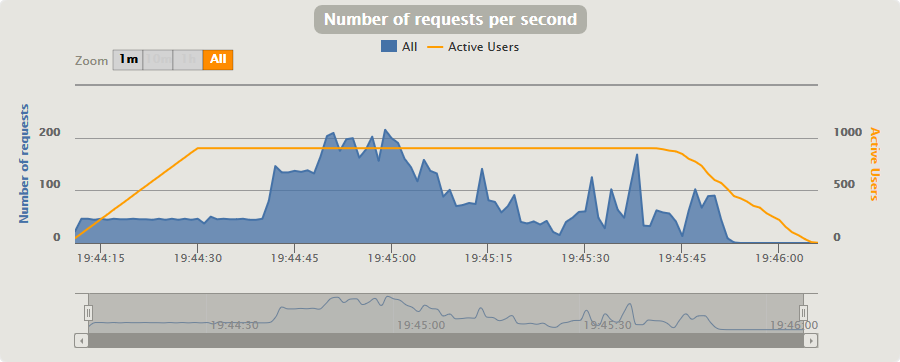 Number of requests per second
All Active Users
Zoom 1m 10m 1h All
Number of requests
200
100
0
1000
500
0
Active Users
19:44:15 19:44:30 19:44:45 19:45:00 19:45:15 19:45:30 19:45:45 19:46:00
19:44:30 19:45:00 19:45:30 19:46:00